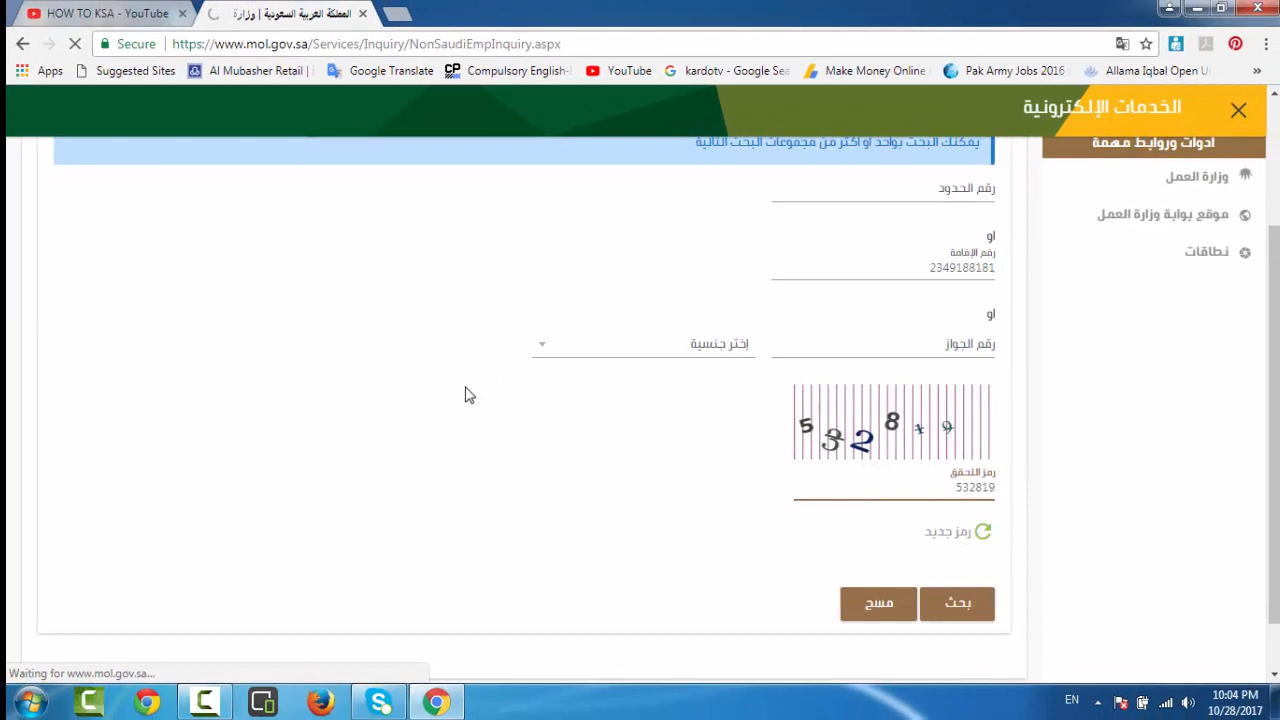 HOW TO KSA - YouTube
المملكة العربية السعودية | وزارة
Secure
https://www.mol.gov.sa/Services/Inquiry/NonSaudiEmpInquiry.aspx
Apps
Suggested Sites
Al Mubasher Retail |
Google Translate
Compulsory English-
YouTube
kardots - Google Sea
Make Money Online
Pak Army Jobs 2016
Allama Iqbal Open U
»
الخدمات الإلكترونية
يمكنك البحث بواحد او اكثر من مجموعات البحث التالية
أدوات وروابط مهمة
وزارة العمل
موقع بوابة وزارة العمل
نطاقات
رقم الحدود
او
رقم الإقامة
2349188181
او
رقم الجواز
إختر جنسية
5 3 2 8 1 9
رمز التحقق
532819
رمز جديد
بحث
مسح
Waiting for www.mol.gov.sa...
EN
10:04 PM
10/28/2017